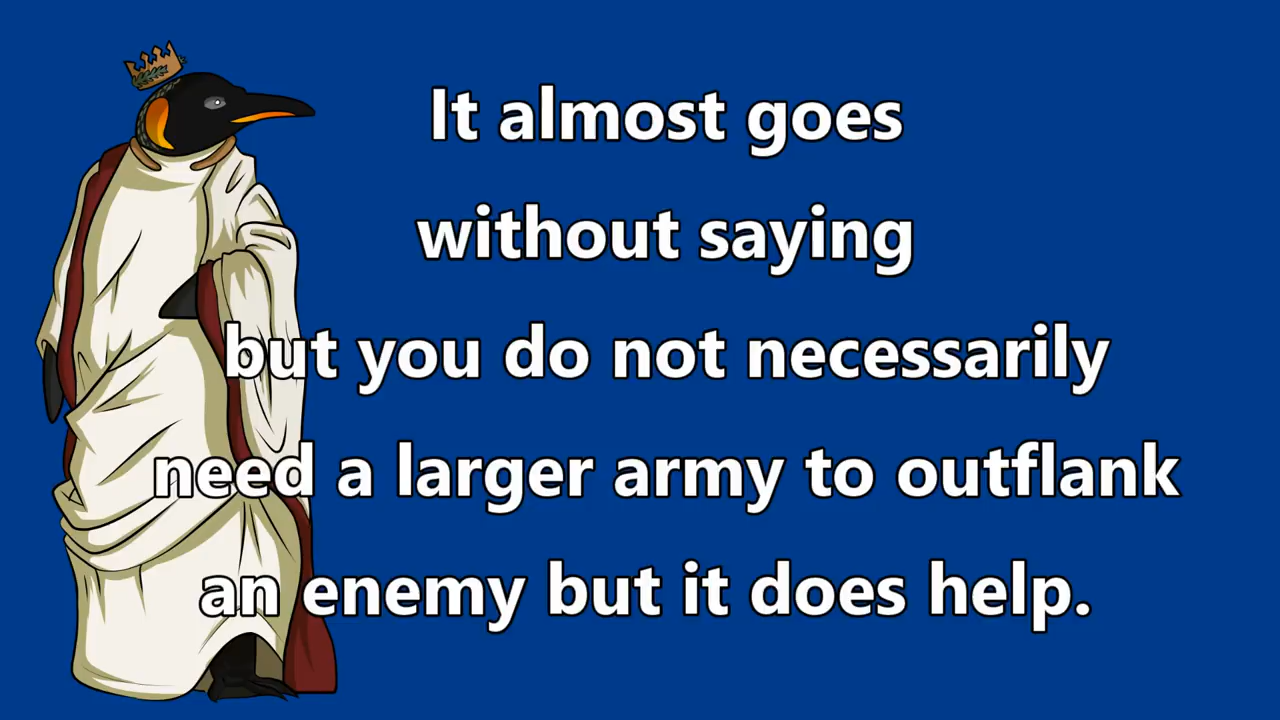 It almost goes
without saying
but you do not necessarily
need a larger army to outflank
an enemy but it does help.